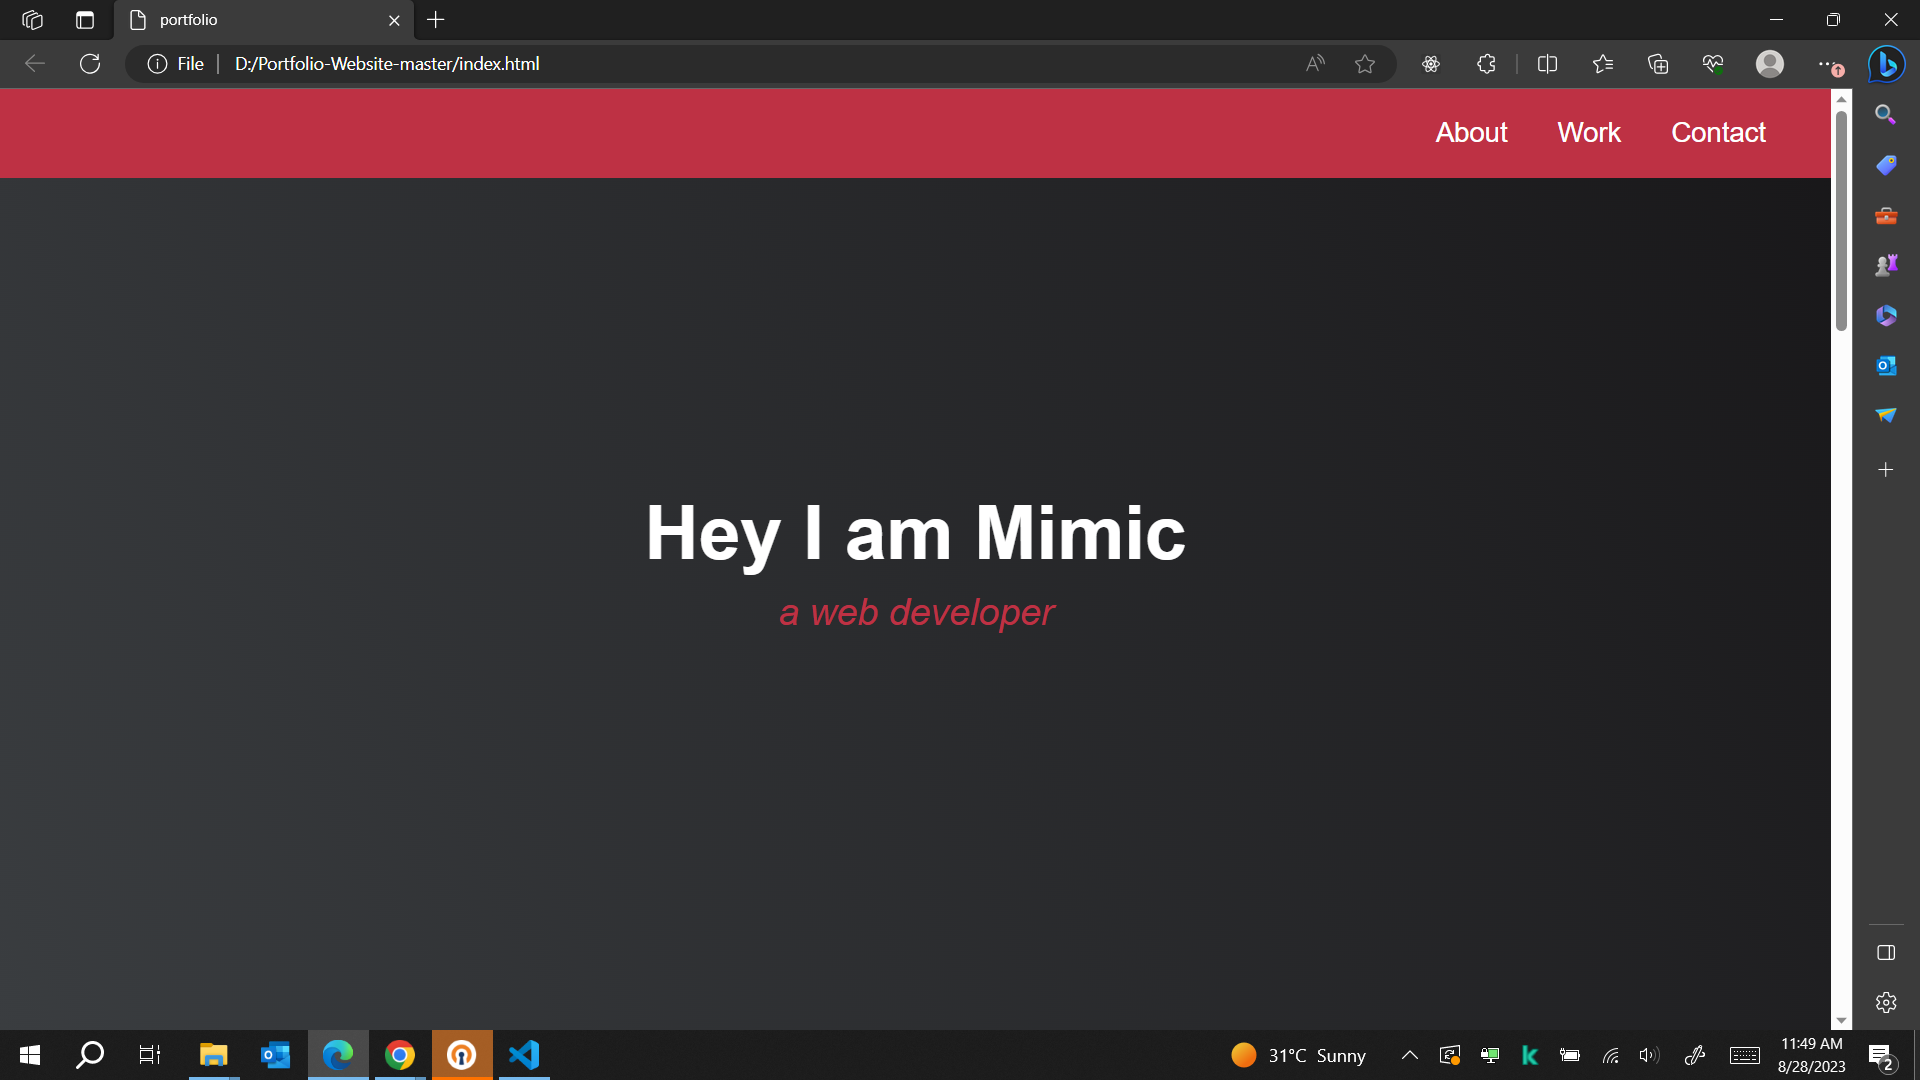 portfolio
File
D:/Portfolio-Website-master/index.html
About
Work
Contact
Hey I am Mimic
a web developer
31°C Sunny
11:49 AM
8/28/2023
2